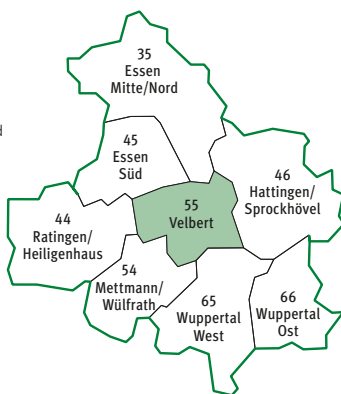 35
Essen
Mitte/Nord
d
45
Essen
Süd
46
Hattingen/
Sprockhövel
55
Velbert
44
Ratingen/
Heiligenhaus
54
Mettmann/
Wülfrath
65
Wuppertal
West
66
Wuppertal
Ost